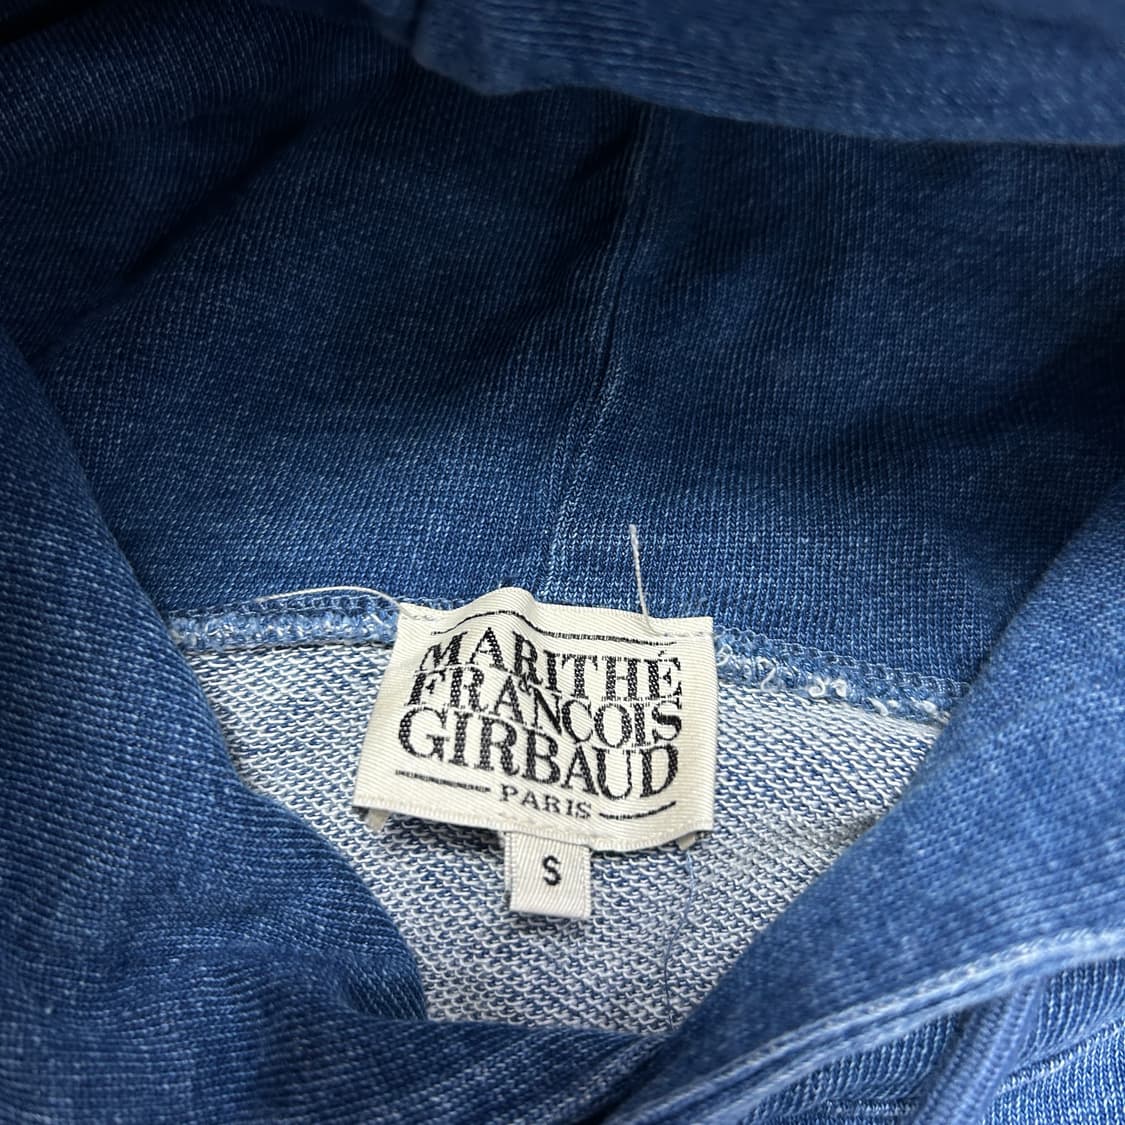 MARITHÉ
&
FRANÇOIS
GIRBAUD
PARIS
S